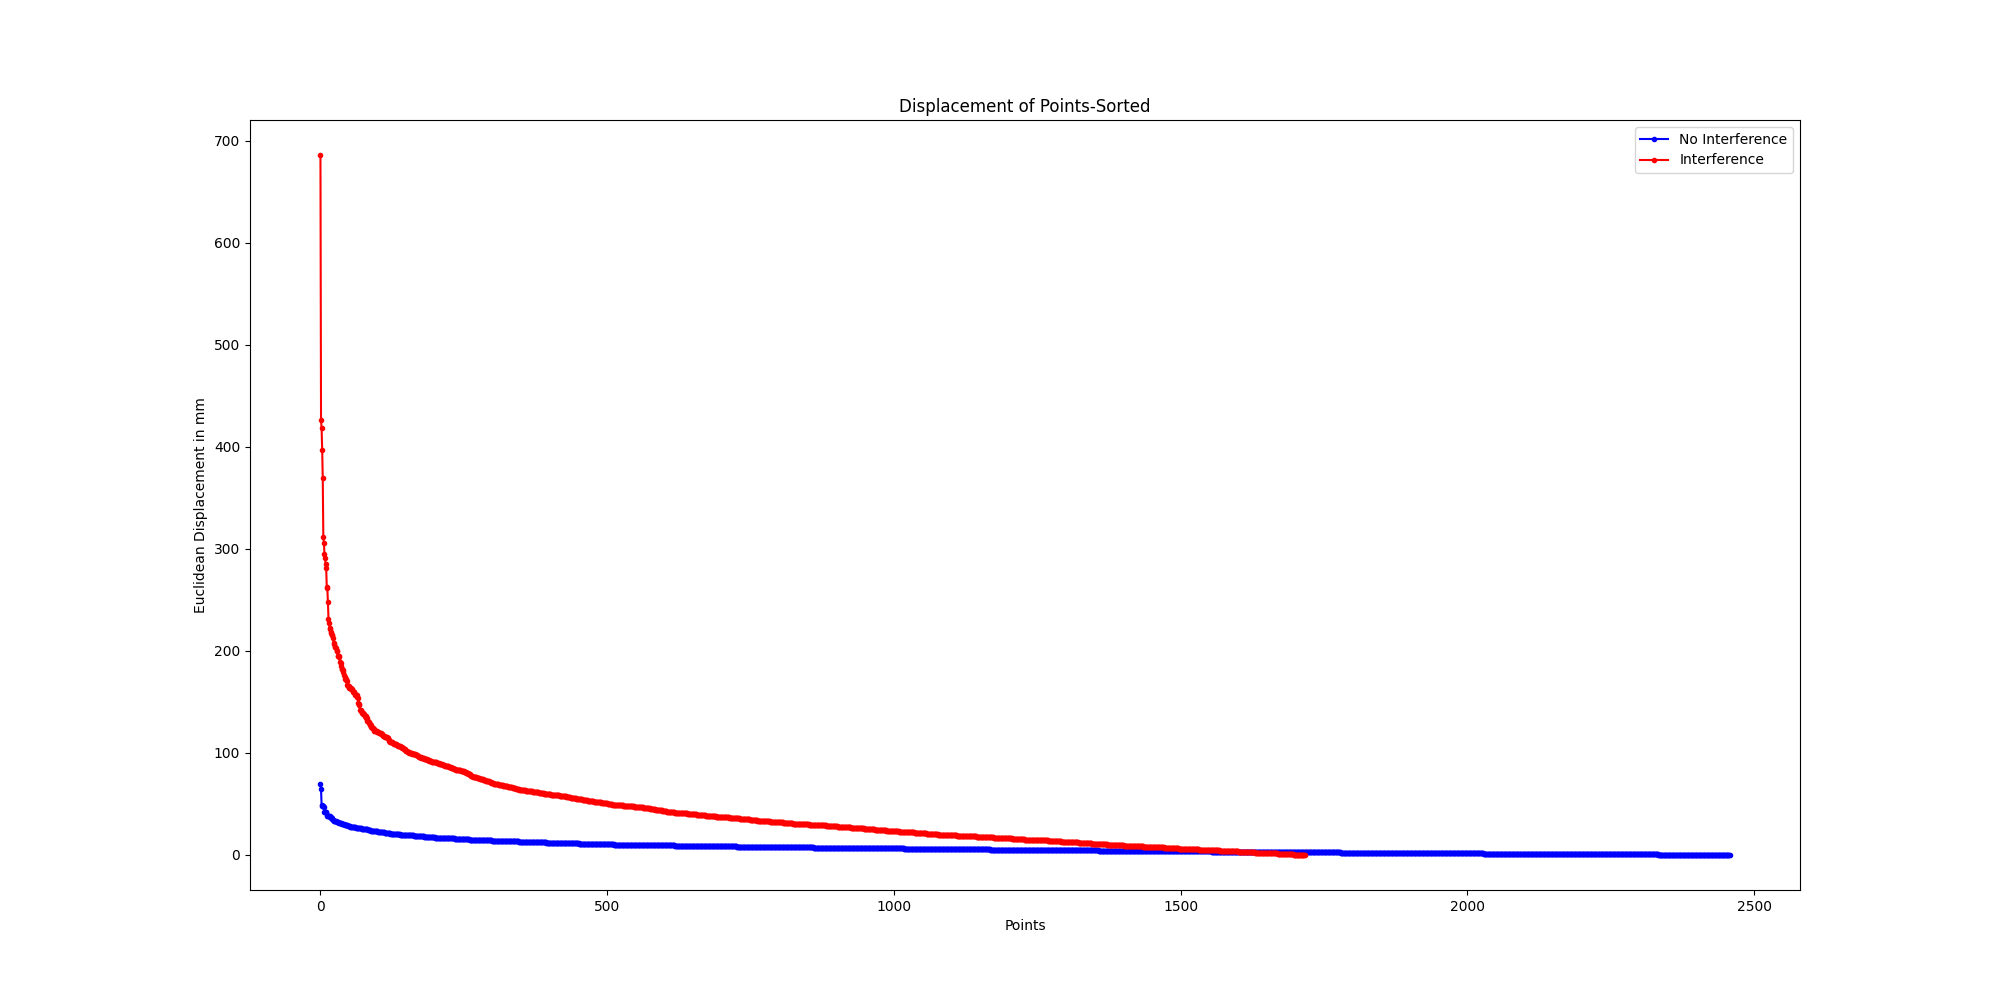 Displacement of Points-Sorted
No Interference
Interference
700
600
500
400
300
200
100
0
Euclidean Displacement in mm
0
500
1000
1500
2000
2500
Points